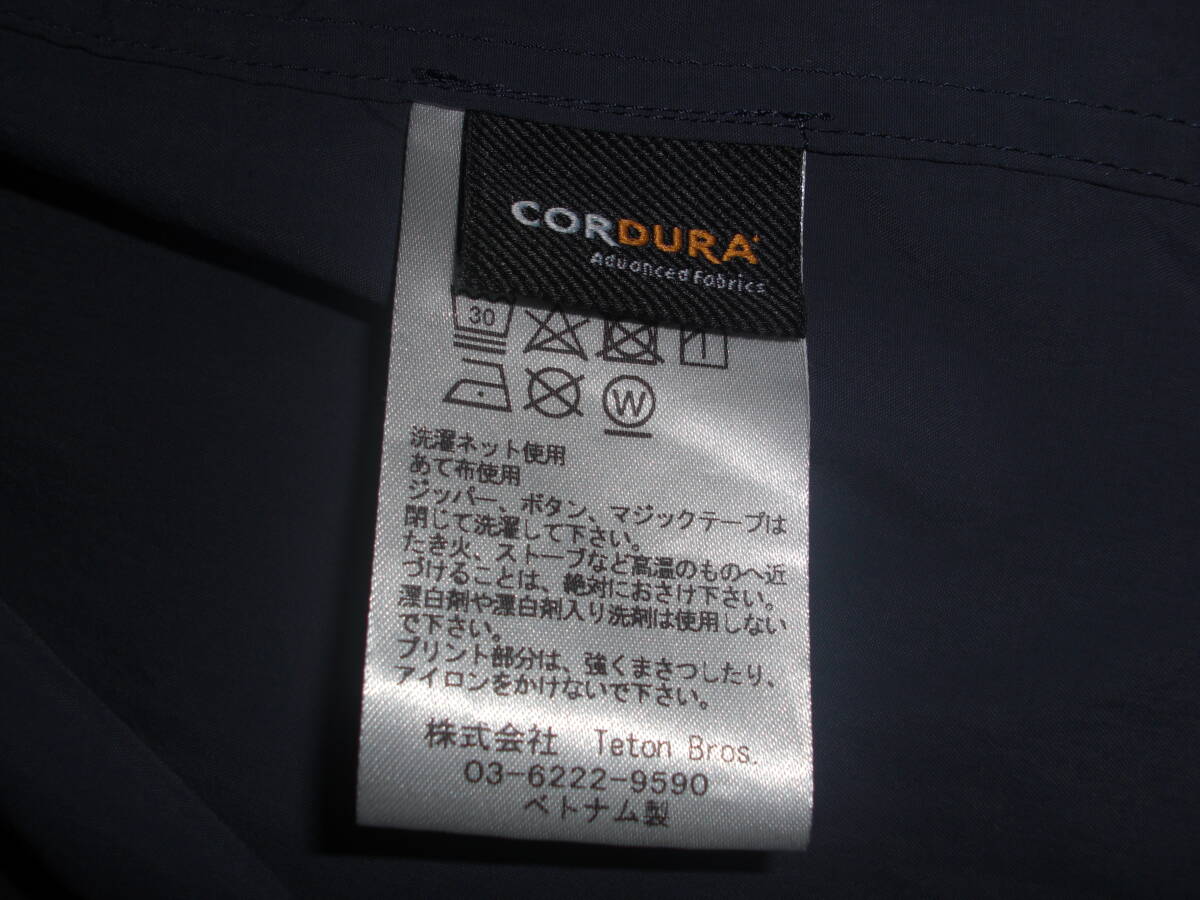 CORDURA
Advanced Fabrics
30
W
洗濯ネット使用
あて布使用
ジッパー、ボタン、マジックテープは
閉じて洗濯して下さい。
たき火、ストーブなど高温のものへ近
づけることは、絶対におさけ下さい。
漂白剤や漂白剤入り洗剤は使用しない
で下さい。
プリント部分は、強くまさつしたり、
アイロンをかけないで下さい。
株式会社 Teton Bros.
03-6222-9590
ベトナム製